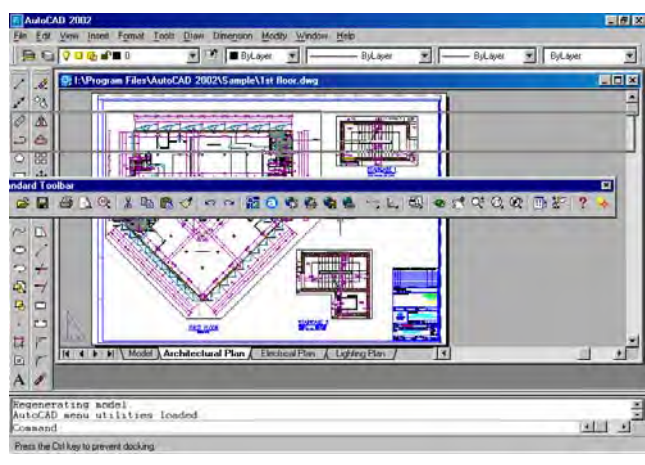 AutoCAD 2002
File Edit View Insert Format Tools Draw Dimension Modify Window Help
0 ByLayer ByLayer ByLayer ByLayer
I:\Program Files\AutoCAD 2002\Sample\1st floor.dwg
ndard Toolbar
Model Architectural Plan Electrical Plan Lighting Plan
Regenerating model.
AutoCAD menu utilities loaded.
Command
Press the Ctrl key to prevent docking.